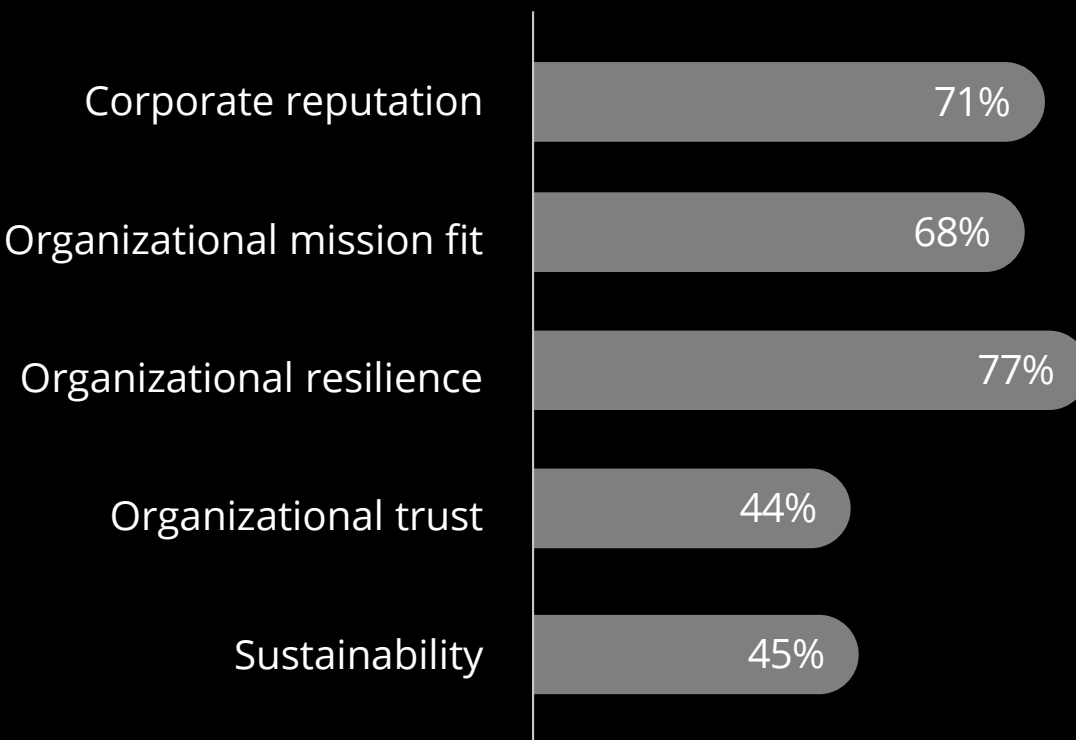 Corporate reputation 71%
Organizational mission fit 68%
Organizational resilience 77%
Organizational trust 44%
Sustainability 45%